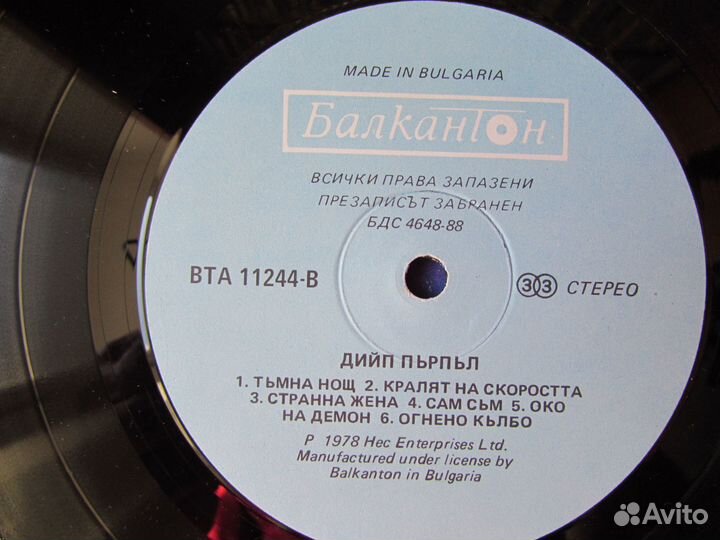 MADE IN BULGARIA
БалканТон
ВСИЧКИ ПРАВА ЗАПАЗЕНИ
ПРЕЗАПИСЪТ ЗАБРАНЕН
БДС 4648-88
ВТА 11244-В
33 СТЕРЕО
ДИЙП ПЪРПЪЛ
1. ТЪМНА НОЩ 2. КРАЛЯТ НА СКОРОСТТА
3. СТРАННА ЖЕНА 4. САМ СЪМ 5. ОКО
НА ДЕМОН 6. ОГНЕНО КЪЛБО
P 1978 Hec Enterprises Ltd.
Manufactured under license by
Balkanton in Bulgaria
Avito